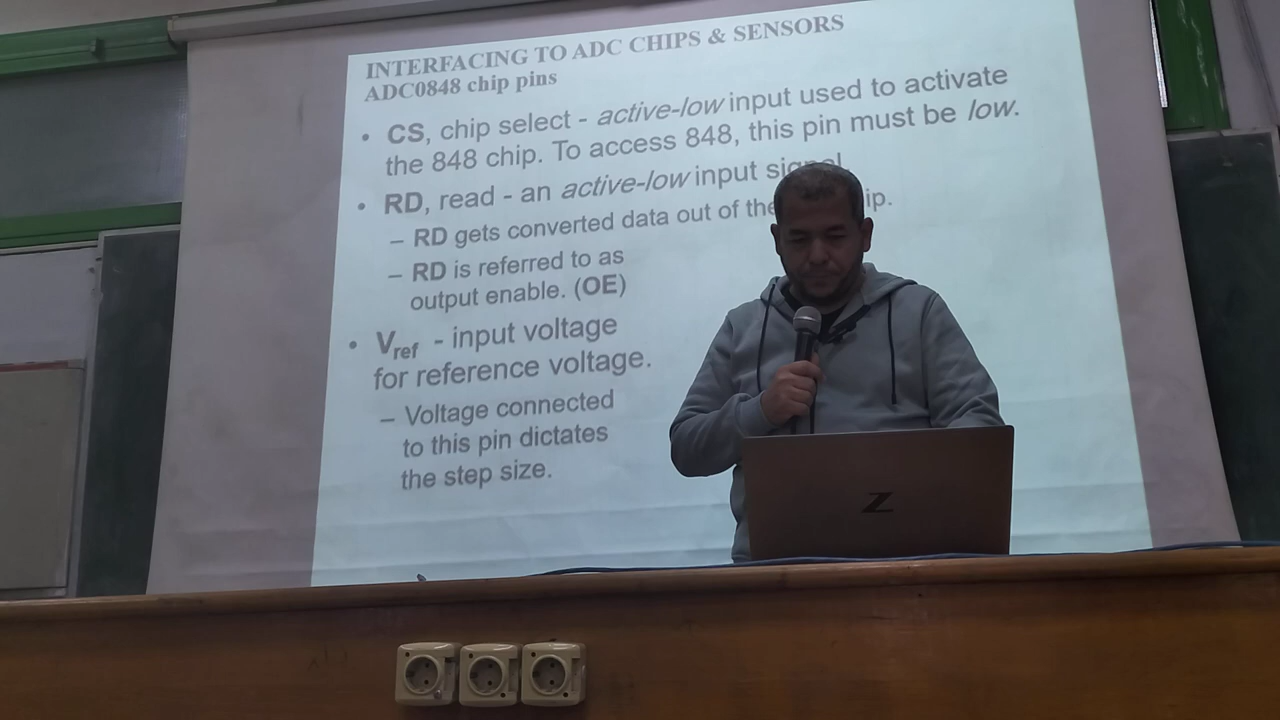 INTERFACING TO ADC CHIPS & SENSORS
ADC0848 chip pins
• CS, chip select - active-low input used to activate
the 848 chip. To access 848, this pin must be low.
• RD, read - an active-low input signal
– RD gets converted data out of the ip.
– RD is referred to as
output enable. (OE)
• Vref - input voltage
for reference voltage.
– Voltage connected
to this pin dictates
the step size.
Z